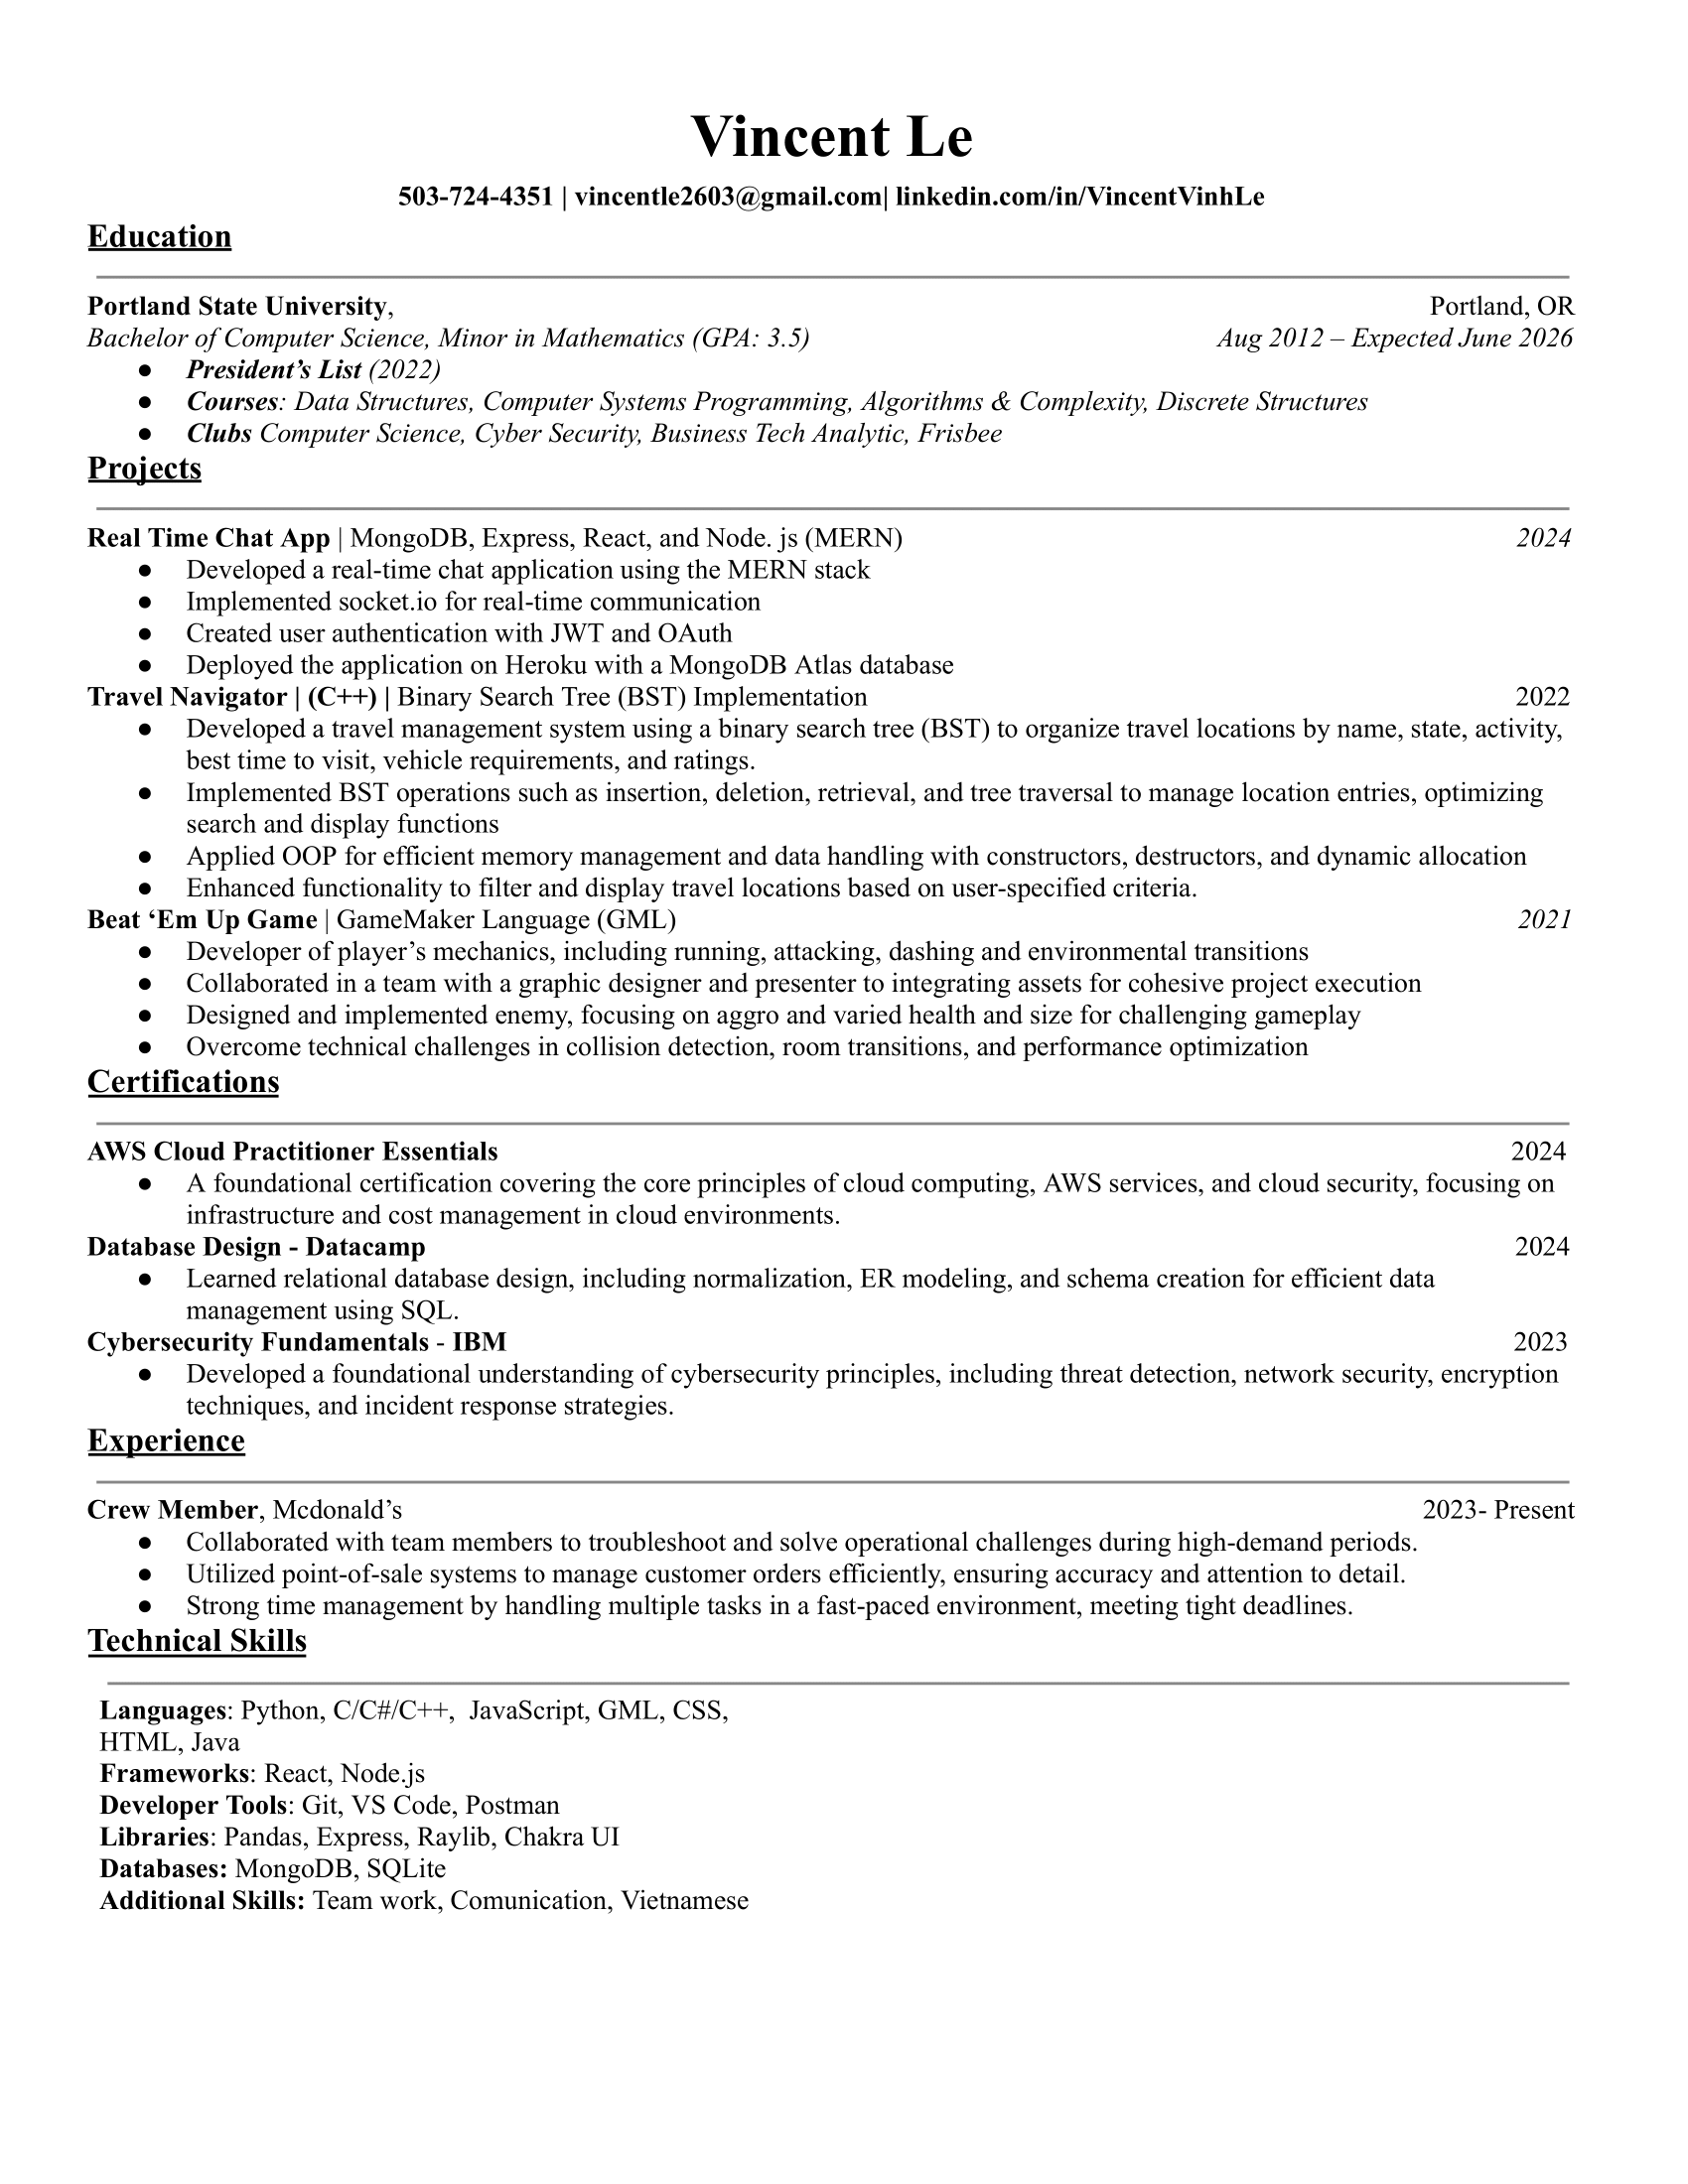 Vincent Le
503-724-4351 | vincentle2603@gmail.com| linkedin.com/in/VincentVinhLe
Education
Portland State University, Portland, OR
Bachelor of Computer Science, Minor in Mathematics (GPA: 3.5) Aug 2012 – Expected June 2026
● President’s List (2022)
● Courses: Data Structures, Computer Systems Programming, Algorithms & Complexity, Discrete Structures
● Clubs Computer Science, Cyber Security, Business Tech Analytic, Frisbee
Projects
Real Time Chat App | MongoDB, Express, React, and Node. js (MERN) 2024
● Developed a real-time chat application using the MERN stack
● Implemented socket.io for real-time communication
● Created user authentication with JWT and OAuth
● Deployed the application on Heroku with a MongoDB Atlas database
Travel Navigator | (C++) | Binary Search Tree (BST) Implementation 2022
● Developed a travel management system using a binary search tree (BST) to organize travel locations by name, state, activity,
best time to visit, vehicle requirements, and ratings.
● Implemented BST operations such as insertion, deletion, retrieval, and tree traversal to manage location entries, optimizing
search and display functions
● Applied OOP for efficient memory management and data handling with constructors, destructors, and dynamic allocation
● Enhanced functionality to filter and display travel locations based on user-specified criteria.
Beat ‘Em Up Game | GameMaker Language (GML) 2021
● Developer of player’s mechanics, including running, attacking, dashing and environmental transitions
● Collaborated in a team with a graphic designer and presenter to integrating assets for cohesive project execution
● Designed and implemented enemy, focusing on aggro and varied health and size for challenging gameplay
● Overcome technical challenges in collision detection, room transitions, and performance optimization
Certifications
AWS Cloud Practitioner Essentials 2024
● A foundational certification covering the core principles of cloud computing, AWS services, and cloud security, focusing on
infrastructure and cost management in cloud environments.
Database Design - Datacamp 2024
● Learned relational database design, including normalization, ER modeling, and schema creation for efficient data
management using SQL.
Cybersecurity Fundamentals - IBM 2023
● Developed a foundational understanding of cybersecurity principles, including threat detection, network security, encryption
techniques, and incident response strategies.
Experience
Crew Member, Mcdonald’s 2023- Present
● Collaborated with team members to troubleshoot and solve operational challenges during high-demand periods.
● Utilized point-of-sale systems to manage customer orders efficiently, ensuring accuracy and attention to detail.
● Strong time management by handling multiple tasks in a fast-paced environment, meeting tight deadlines.
Technical Skills
Languages: Python, C/C#/C++, JavaScript, GML, CSS,
HTML, Java
Frameworks: React, Node.js
Developer Tools: Git, VS Code, Postman
Libraries: Pandas, Express, Raylib, Chakra UI
Databases: MongoDB, SQLite
Additional Skills: Team work, Comunication, Vietnamese